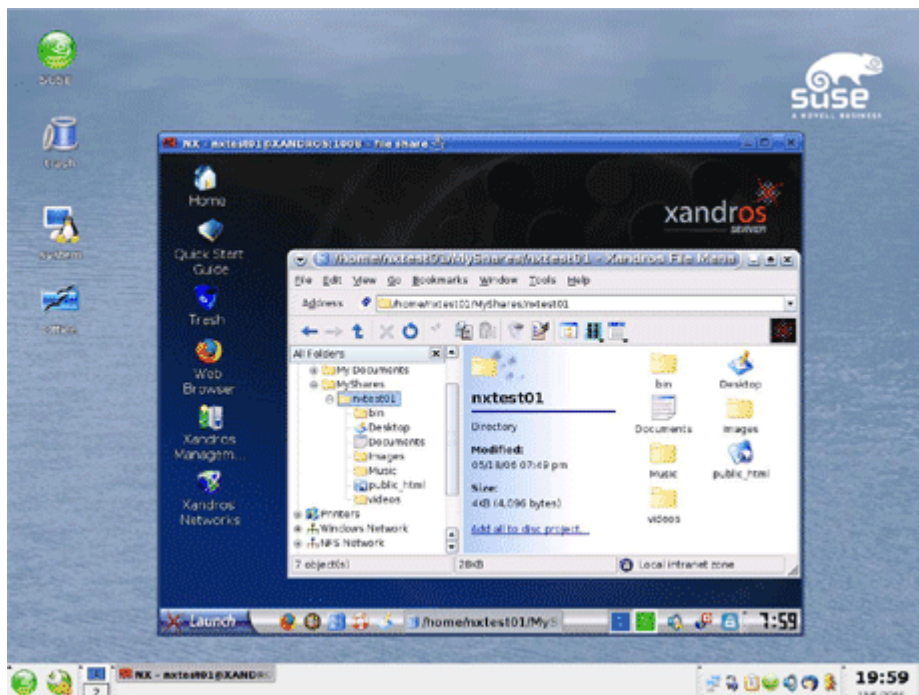 SUSE
Trash
System
Office
suse
A NOVELL BUSINESS
NX - nxtest01@XANDROS:1008 - file share
Home
Quick Start
Guide
Trash
Web
Browser
Xandros
Managem...
Xandros
Networks
xandros
SERVER
/home/nxtest01/MyShares/nxtest01 - Xandros File Mana
File Edit View Go Bookmarks Window Tools Help
Address /home/nxtest01/MyShares/nxtest01
All Folders
My Documents
MyShares
nxtest01
bin
Desktop
Documents
Images
Music
public_html
videos
Printers
Windows Network
NFS Network
nxtest01
Directory
Modified:
05/18/06 07:49 pm
Size:
4kB (4,096 bytes)
Add all to disc project...
bin
Desktop
Documents
Images
Music
public_html
videos
7 object(s)
28kB
Local intranet zone
Launch
/home/nxtest01/MyS
7:59
2
NX - nxtest01@XANDRO
19:59